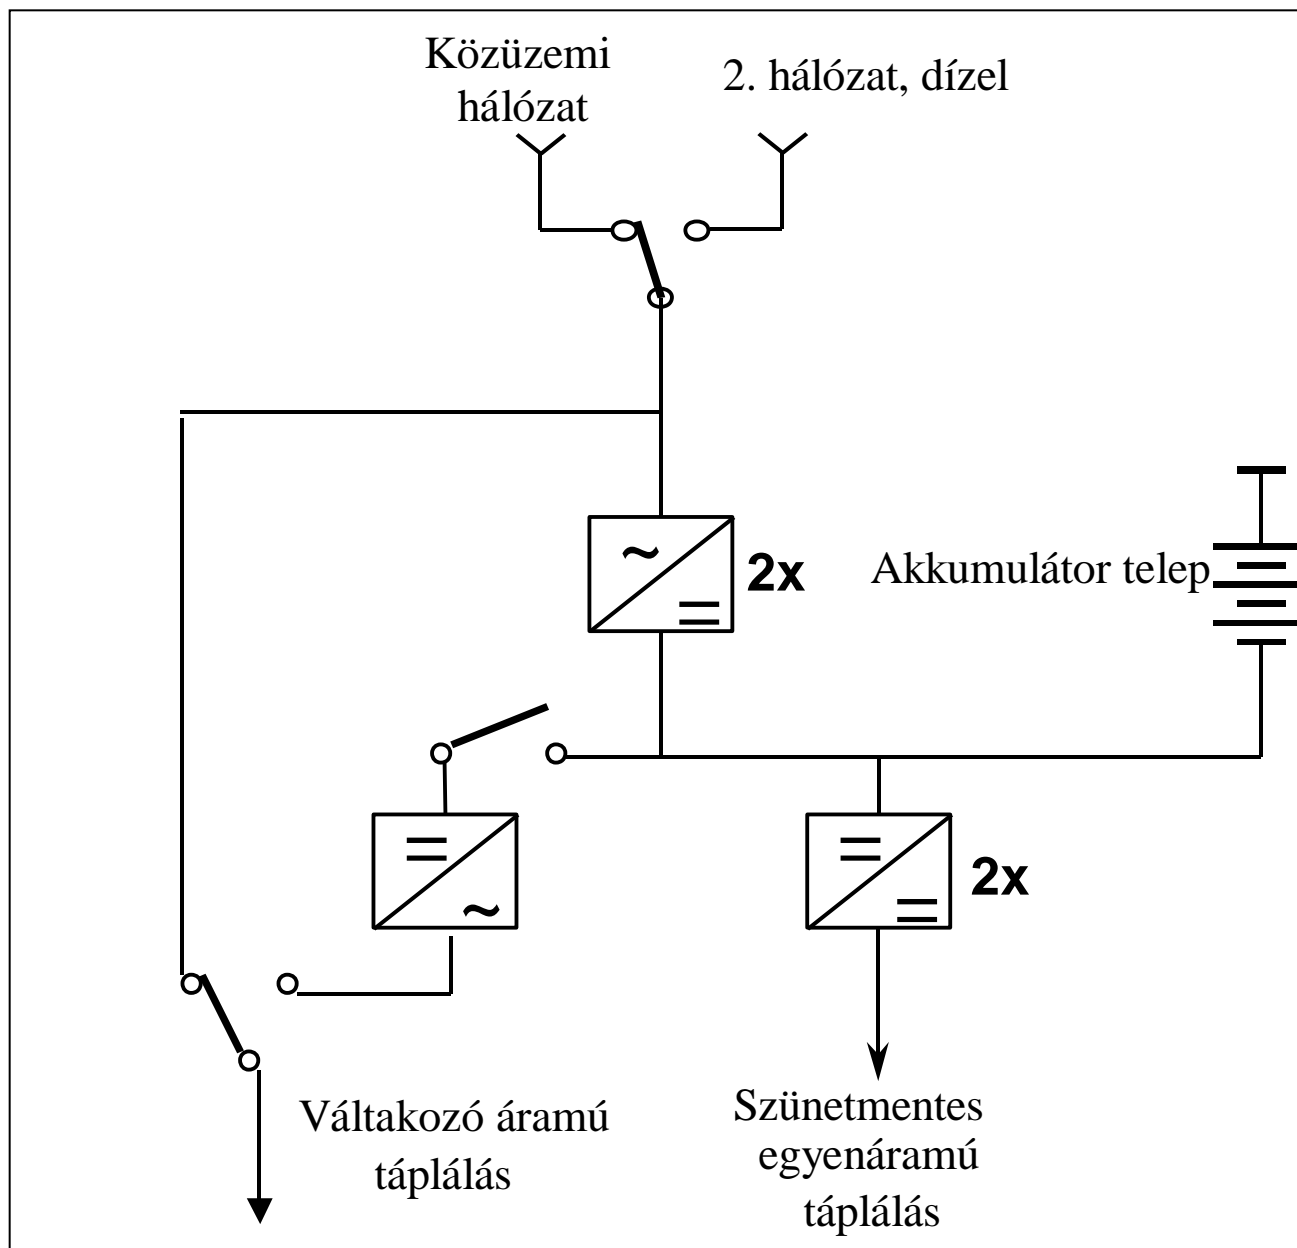 Közüzemi
hálózat
2. hálózat, dízel
~
2x
Akkumulátor telep
~
2x
Váltakozó áramú
táplálás
Szünetmentes
egyenáramú
táplálás